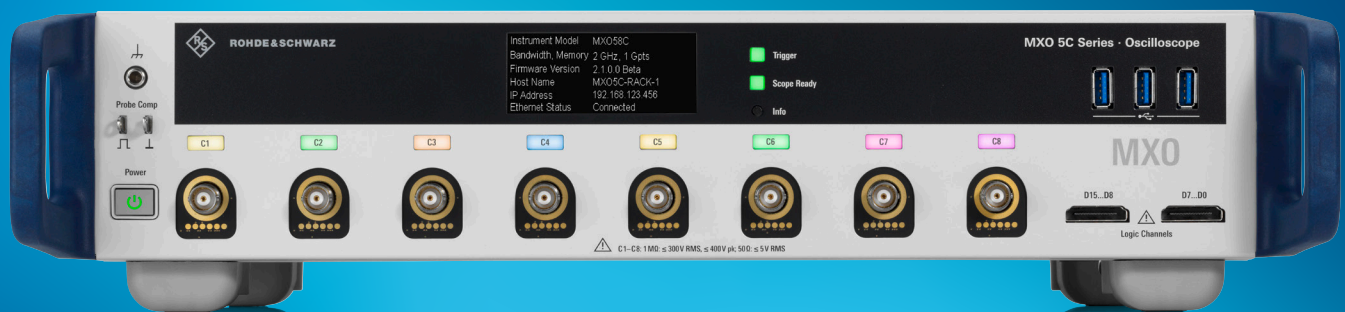 R&S
ROHDE&SCHWARZ
Instrument Model MXO58C
Bandwidth, Memory 2 GHz, 1 Gpts
Firmware Version 2.1.0.0 Beta
Host Name MXO5C-RACK-1
IP Address 192.168.123.456
Ethernet Status Connected
Trigger
Scope Ready
Info
MXO 5C Series · Oscilloscope
Probe Comp
Power
C1
C2
C3
C4
C5
C6
C7
C8
MXO
D15...D8
D7...D0
Logic Channels
C1–C8: 1 MΩ: ≤ 300 V RMS, ≤ 400 V pk; 50 Ω: ≤ 5 V RMS